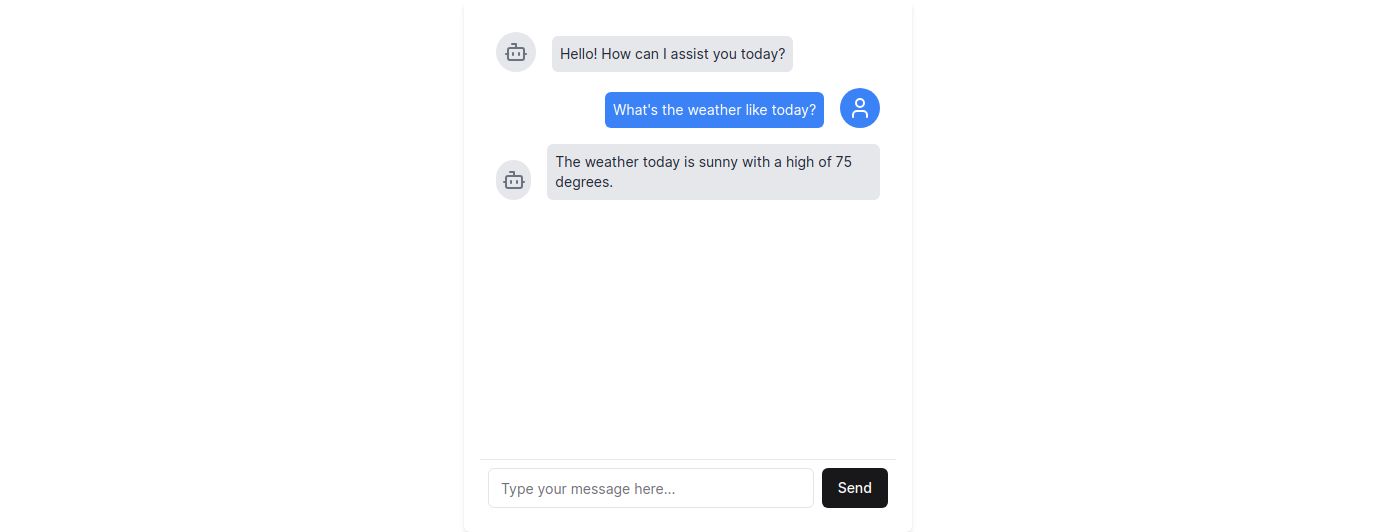 Hello! How can I assist you today?
What's the weather like today?
The weather today is sunny with a high of 75
degrees.
Type your message here...
Send